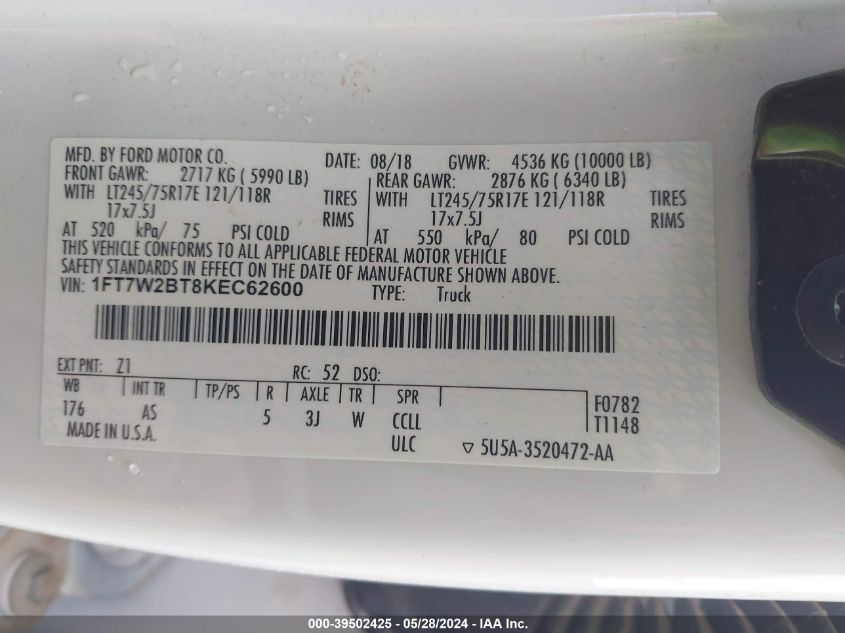 MFD. BY FORD MOTOR CO. DATE: 08/18 GVWR: 4536 KG (10000 LB)
FRONT GAWR: 2717 KG ( 5990 LB) REAR GAWR: 2876 KG ( 6340 LB)
WITH LT245/75R17E 121/118R TIRES WITH LT245/75R17E 121/118R TIRES
17x7.5J RIMS 17x7.5J RIMS
AT 520 kPa/ 75 PSI COLD AT 550 kPa/ 80 PSI COLD
THIS VEHICLE CONFORMS TO ALL APPLICABLE FEDERAL MOTOR VEHICLE
SAFETY STANDARDS IN EFFECT ON THE DATE OF MANUFACTURE SHOWN ABOVE.
VIN: 1FT7W2BT8KEC62600 TYPE: Truck
EXT PNT: Z1 RC: 52 DSO:
WB INT TR TP/PS R AXLE TR SPR F0782
176 AS 5 3J W CCLL T1148
MADE IN U.S.A. ULC ▽ 5U5A-3520472-AA
000-39502425 - 05/28/2024 - IAA Inc.